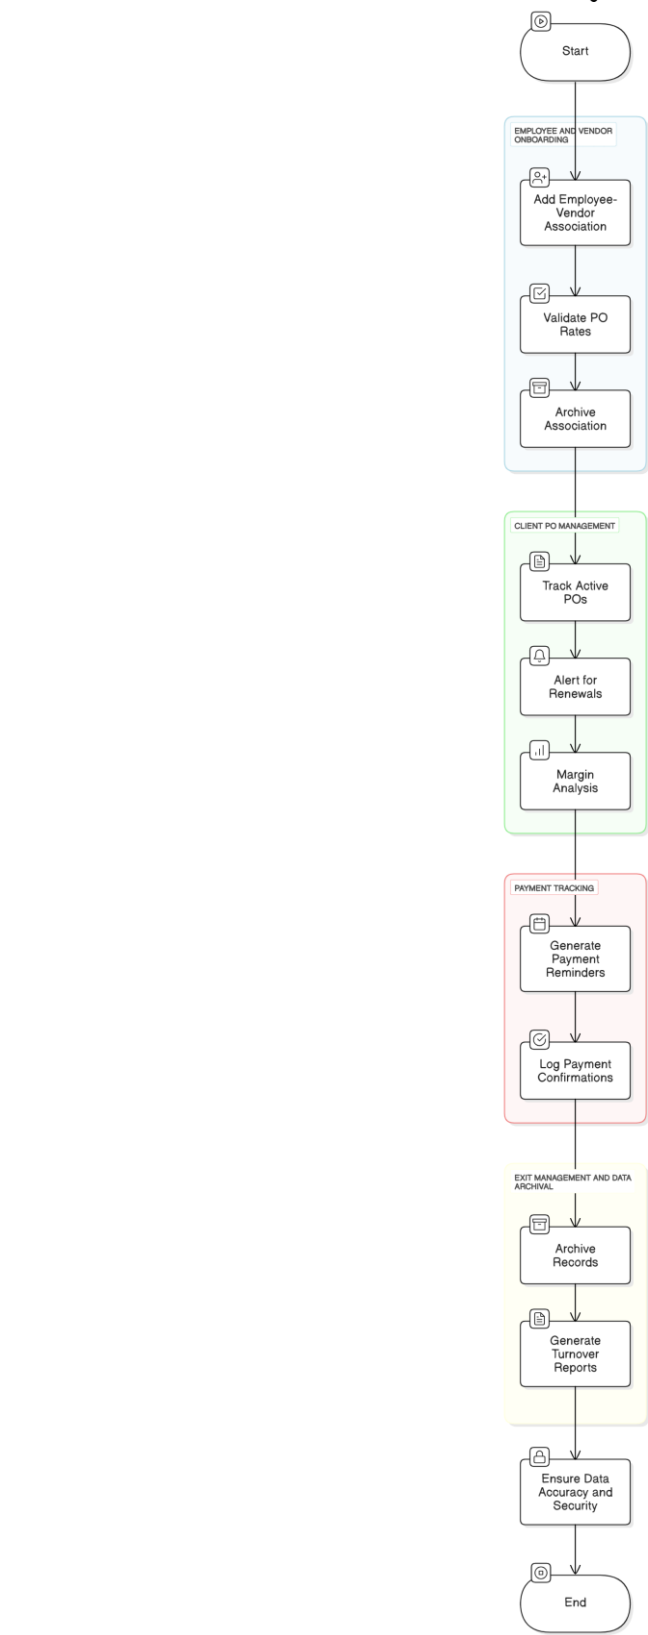 Start
EMPLOYEE AND VENDOR
ONBOARDING
Add Employee-
Vendor
Association
Validate PO
Rates
Archive
Association
CLIENT PO MANAGEMENT
Track Active
POs
Alert for
Renewals
Margin
Analysis
PAYMENT TRACKING
Generate
Payment
Reminders
Log Payment
Confirmations
EXIT MANAGEMENT AND DATA
ARCHIVAL
Archive
Records
Generate
Turnover
Reports
Ensure Data
Accuracy and
Security
End